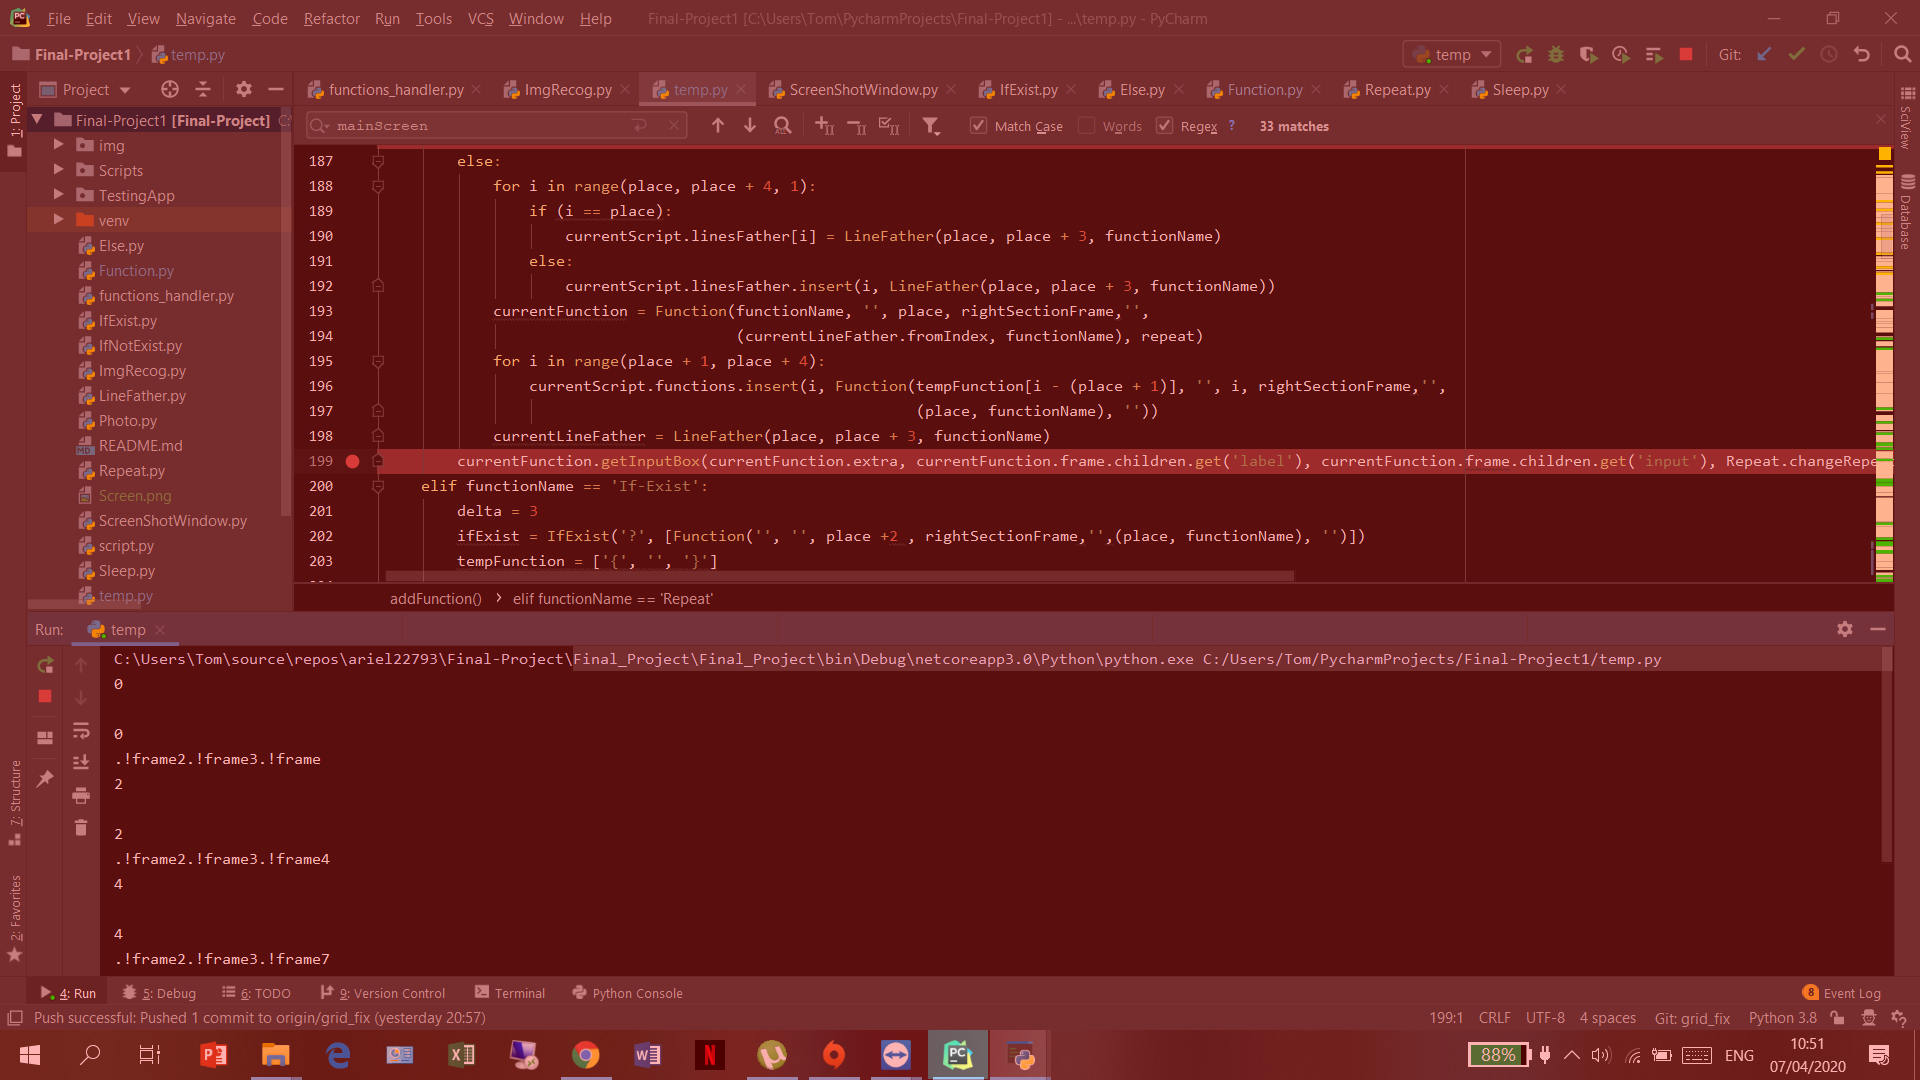 File Edit View Navigate Code Refactor Run Tools VCS Window Help Final-Project1 [C:\Users\Tom\PycharmProjects\Final-Project1] - ...\temp.py - PyCharm
Final-Project1 temp.py temp Git:
Project functions_handler.py ImgRecog.py temp.py ScreenShotWindow.py IfExist.py Else.py Function.py Repeat.py Sleep.py
1: Project
SciView
Database
Final-Project1 [Final-Project]
img
Scripts
TestingApp
venv
Else.py
Function.py
functions_handler.py
IfExist.py
IfNotExist.py
ImgRecog.py
LineFather.py
Photo.py
README.md
Repeat.py
Screen.png
ScreenShotWindow.py
script.py
Sleep.py
temp.py
mainScreen Match Case Words Regex ? 33 matches
187 else:
188 for i in range(place, place + 4, 1):
189 if (i == place):
190 currentScript.linesFather[i] = LineFather(place, place + 3, functionName)
191 else:
192 currentScript.linesFather.insert(i, LineFather(place, place + 3, functionName))
193 currentFunction = Function(functionName, '', place, rightSectionFrame,'',
194 (currentLineFather.fromIndex, functionName), repeat)
195 for i in range(place + 1, place + 4):
196 currentScript.functions.insert(i, Function(tempFunction[i - (place + 1)], '', i, rightSectionFrame,'',
197 (place, functionName), ''))
198 currentLineFather = LineFather(place, place + 3, functionName)
199 currentFunction.getInputBox(currentFunction.extra, currentFunction.frame.children.get('label'), currentFunction.frame.children.get('input'), Repeat.changeRepe
200 elif functionName == 'If-Exist':
201 delta = 3
202 ifExist = IfExist('?', [Function('', '', place +2 , rightSectionFrame,'',(place, functionName), '')])
203 tempFunction = ['{', '', '}']
addFunction() elif functionName == 'Repeat'
Run: temp
C:\Users\Tom\source\repos\ariel22793\Final-Project\Final_Project\Final_Project\bin\Debug\netcoreapp3.0\Python\python.exe C:/Users/Tom/PycharmProjects/Final-Project1/temp.py
0
0
.!frame2.!frame3.!frame
2
2
.!frame2.!frame3.!frame4
4
4
.!frame2.!frame3.!frame7
7: Structure
2: Favorites
4: Run 5: Debug 6: TODO 9: Version Control Terminal Python Console 8 Event Log
Push successful: Pushed 1 commit to origin/grid_fix (yesterday 20:57) 199:1 CRLF UTF-8 4 spaces Git: grid_fix Python 3.8
88% ENG 10:51
07/04/2020